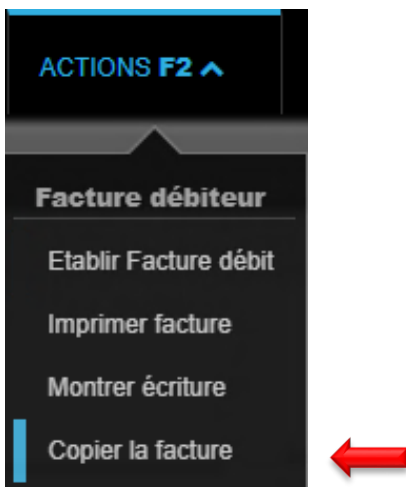 ACTIONS F2
Facture débiteur
Etablir Facture débit
Imprimer facture
Montrer écriture
Copier la facture